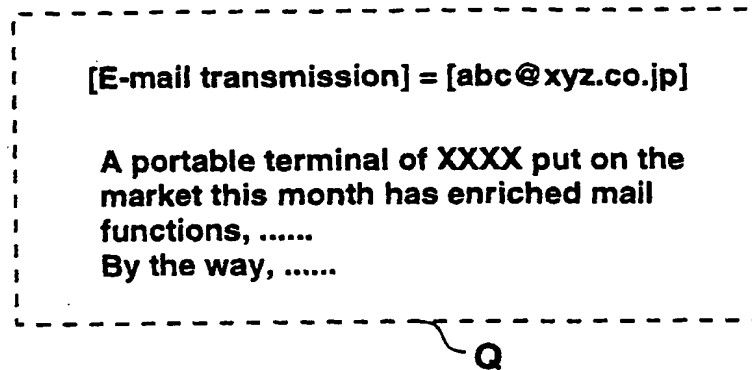 [E-mail transmission] = [abc@xyz.co.jp]
A portable terminal of XXXX put on the
market this month has enriched mail
functions, ......
By the way, ......
Q